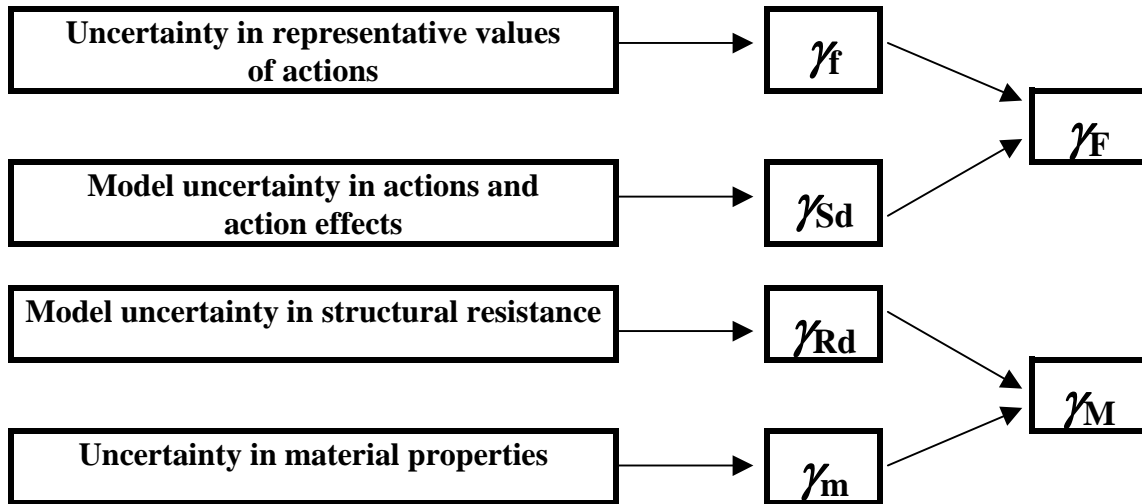 Uncertainty in representative values
of actions
γf
γF
Model uncertainty in actions and
action effects
γSd
Model uncertainty in structural resistance
γRd
γM
Uncertainty in material properties
γm